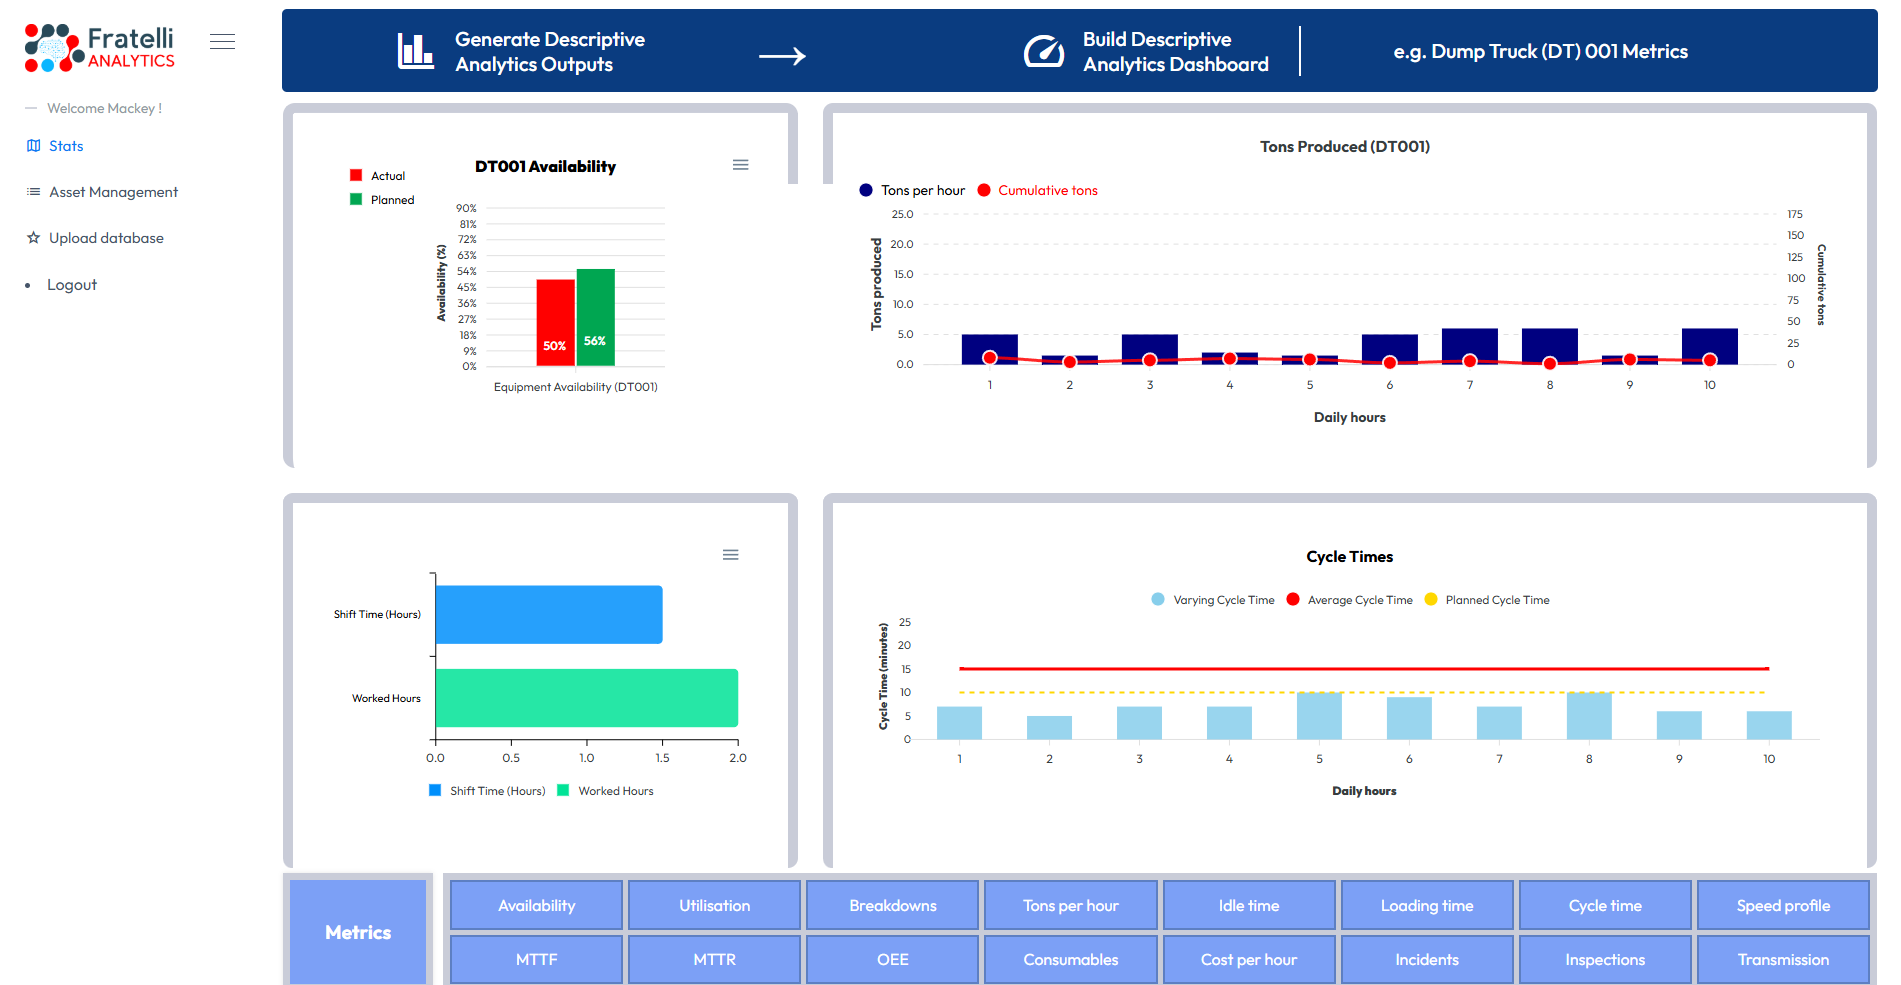 Fratelli
ANALYTICS
Welcome Mackey !
Stats
Asset Management
Upload database
Logout
Generate Descriptive
Analytics Outputs
Build Descriptive
Analytics Dashboard
e.g. Dump Truck (DT) 001 Metrics
DT001 Availability
Actual
Planned
90%
81%
72%
63%
54%
45%
36%
27%
18%
9%
0%
Availability (%)
50%
56%
Equipment Availability (DT001)
Tons Produced (DT001)
Tons per hour
Cumulative tons
25.0
20.0
15.0
10.0
5.0
0.0
Tons produced
175
150
125
100
75
50
25
0
Cumulative tons
1 2 3 4 5 6 7 8 9 10
Daily hours
Shift Time (Hours)
Worked Hours
0.0 0.5 1.0 1.5 2.0
Shift Time (Hours) Worked Hours
Cycle Times
Varying Cycle Time Average Cycle Time Planned Cycle Time
25
20
15
10
5
0
Cycle Time (minutes)
1 2 3 4 5 6 7 8 9 10
Daily hours
Metrics
Availability Utilisation Breakdowns Tons per hour Idle time Loading time Cycle time Speed profile
MTTF MTTR OEE Consumables Cost per hour Incidents Inspections Transmission